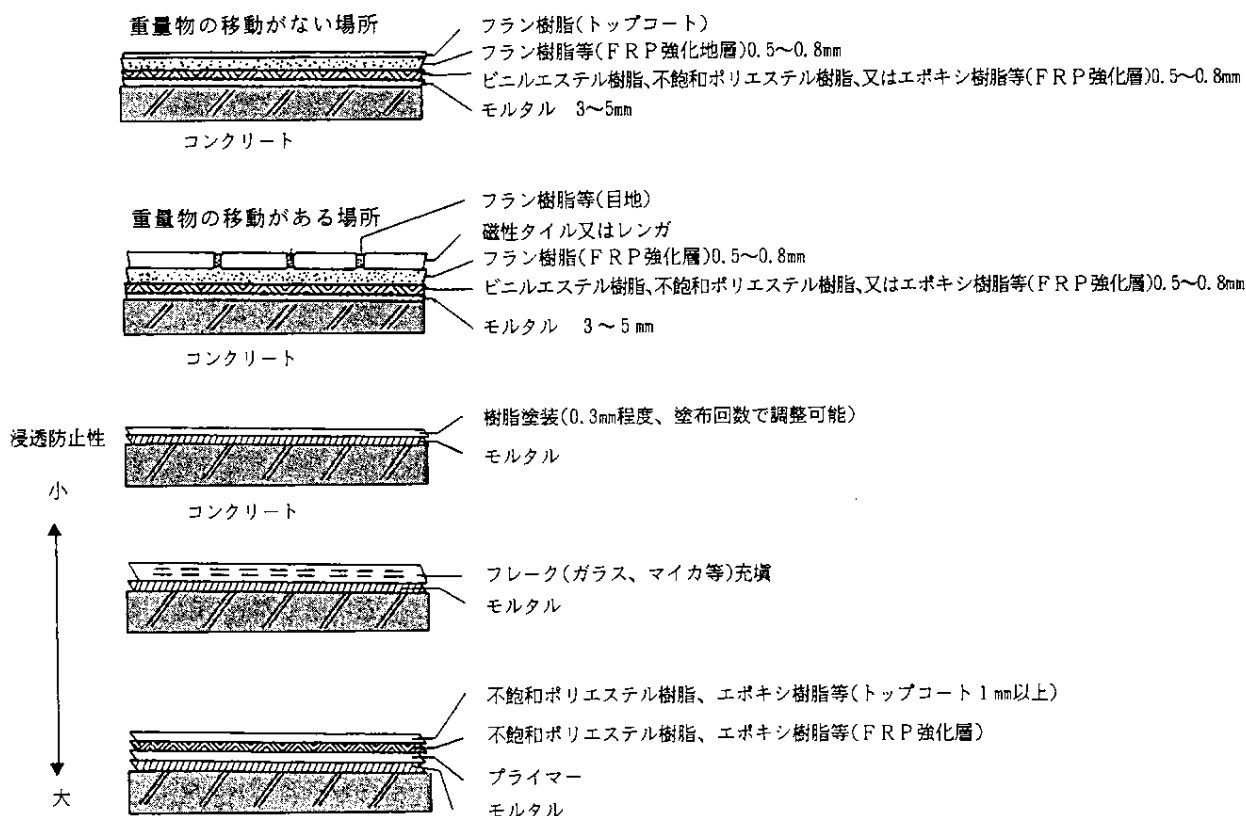 重量物の移動がない場所
フラン樹脂(トップコート)
フラン樹脂等(FRP強化地層)0.5～0.8mm
ビニルエステル樹脂、不飽和ポリエステル樹脂、又はエポキシ樹脂等(FRP強化層)0.5～0.8mm
モルタル 3～5mm
コンクリート
重量物の移動がある場所
フラン樹脂等(目地)
磁性タイル又はレンガ
フラン樹脂(FRP強化層)0.5～0.8mm
ビニルエステル樹脂、不飽和ポリエステル樹脂、又はエポキシ樹脂等(FRP強化層)0.5～0.8mm
モルタル 3～5mm
コンクリート
浸透防止性
小
大
樹脂塗装(0.3mm程度、塗布回数で調整可能)
モルタル
コンクリート
フレーク(ガラス、マイカ等)充塡
モルタル
不飽和ポリエステル樹脂、エポキシ樹脂等(トップコート1mm以上)
不飽和ポリエステル樹脂、エポキシ樹脂等(FRP強化層)
プライマー
モルタル